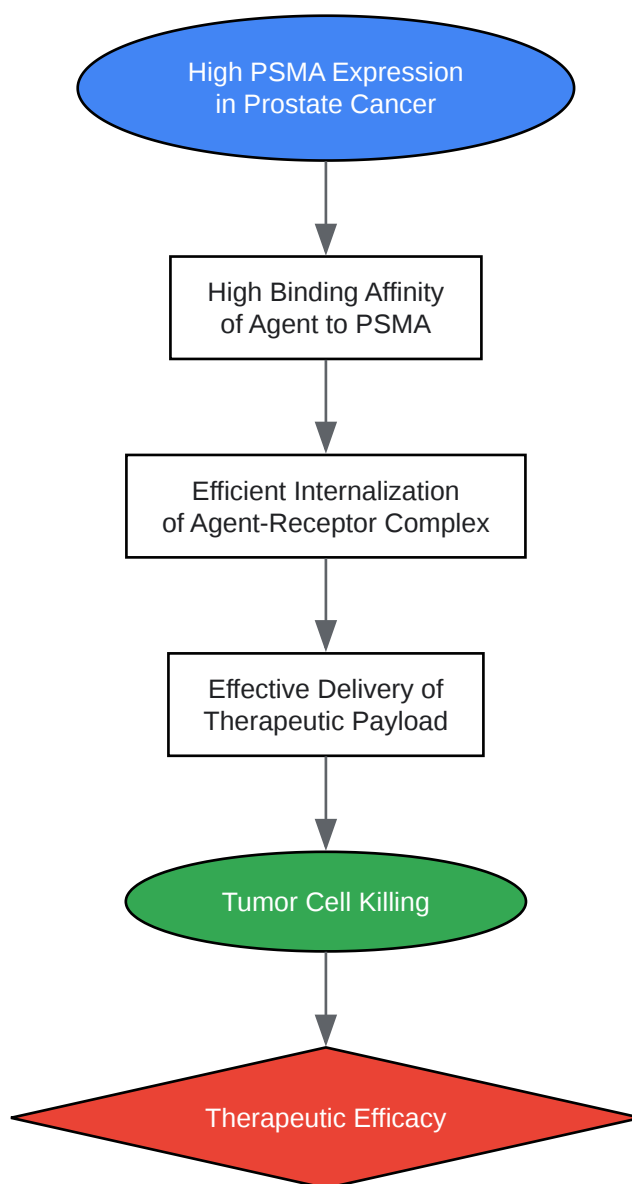 High PSMA Expression
in Prostate Cancer
High Binding Affinity
of Agent to PSMA
Efficient Internalization
of Agent-Receptor Complex
Effective Delivery of
Therapeutic Payload
Tumor Cell Killing
Therapeutic Efficacy